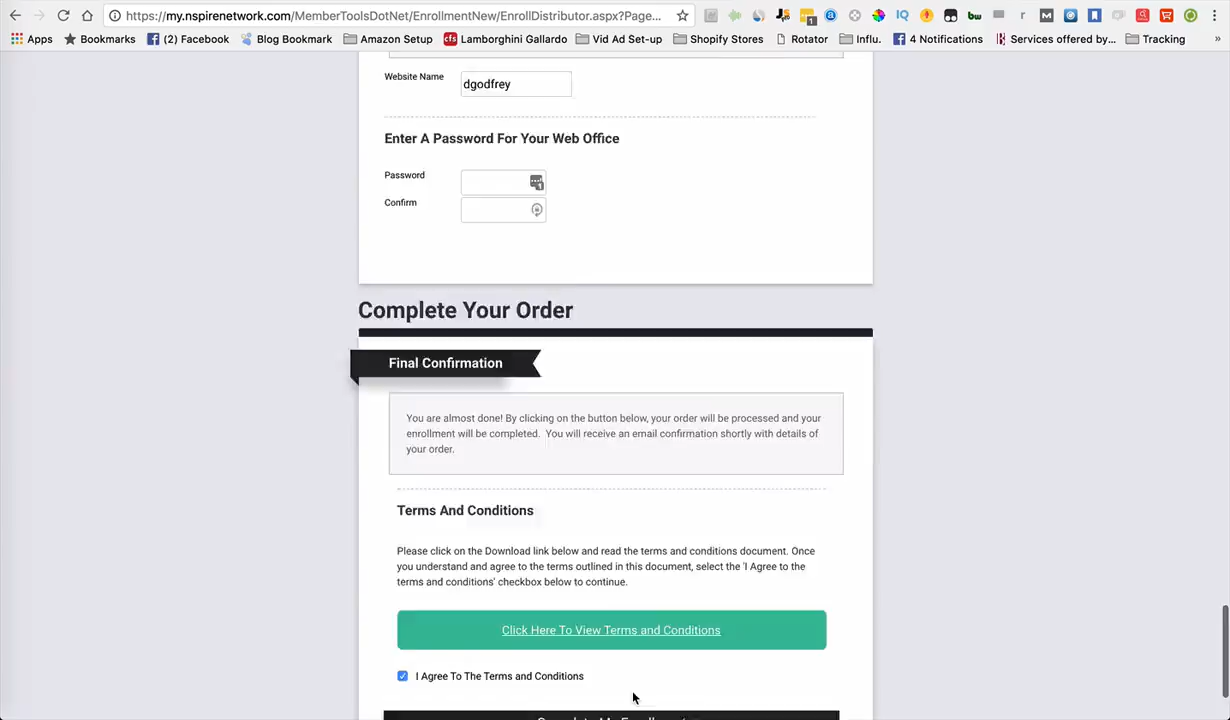 https://my.nspirenetwork.com/MemberToolsDotNet/EnrollmentNew/EnrollDistributor.aspx?Page...
Apps Bookmarks (2) Facebook Blog Bookmark Amazon Setup Lamborghini Gallardo Vid Ad Set-up Shopify Stores Rotator Influ. 4 Notifications Services offered by... Tracking »
Website Name dgodfrey
Enter A Password For Your Web Office
Password
Confirm
Complete Your Order
Final Confirmation
You are almost done! By clicking on the button below, your order will be processed and your
enrollment will be completed. You will receive an email confirmation shortly with details of
your order.
Terms And Conditions
Please click on the Download link below and read the terms and conditions document. Once
you understand and agree to the terms outlined in this document, select the 'I Agree to the
terms and conditions' checkbox below to continue.
Click Here To View Terms and Conditions
I Agree To The Terms and Conditions